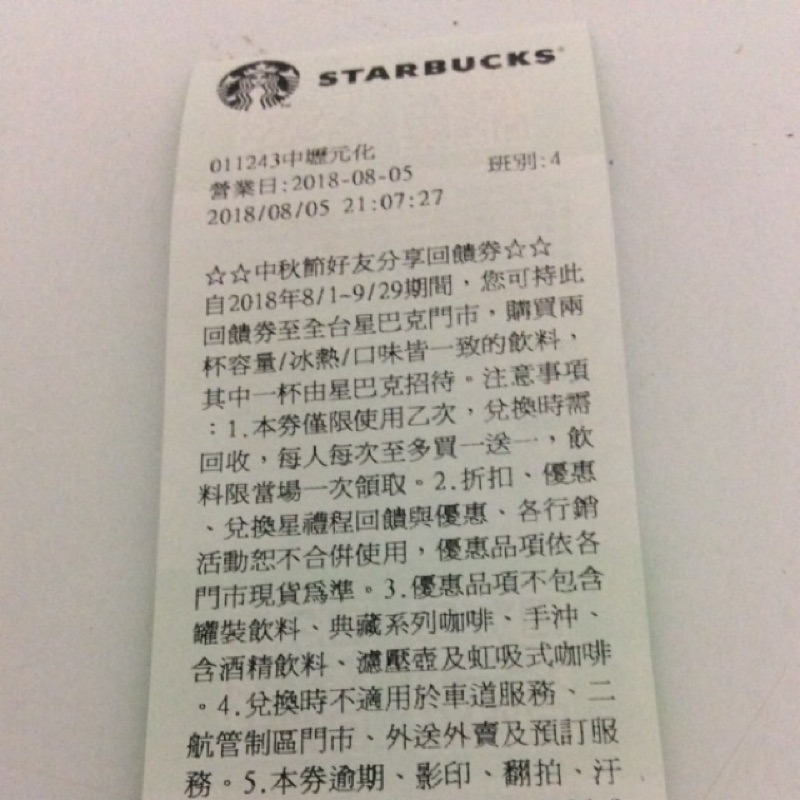 STARBUCKS
011243中壢元化
營業日:2018-08-05 班別:4
2018/08/05 21:07:27
☆☆中秋節好友分享回饋券☆☆
自2018年8/1~9/29期間，您可持此
回饋券至全台星巴克門市，購買兩
杯容量/冰熱/口味皆一致的飲料，
其中一杯由星巴克招待。注意事項
：1.本券僅限使用乙次，兌換時需
回收，每人每次至多買一送一，飲
料限當場一次領取。2.折扣、優惠
、兌換星禮程回饋與優惠、各行銷
活動恕不合併使用，優惠品項依各
門市現貨為準。3.優惠品項不包含
罐裝飲料、典藏系列咖啡、手沖、
含酒精飲料、濾壓壺及虹吸式咖啡
。4.兌換時不適用於車道服務、二
航管制區門市、外送外賣及預訂服
務。5.本券逾期、影印、翻拍、汙